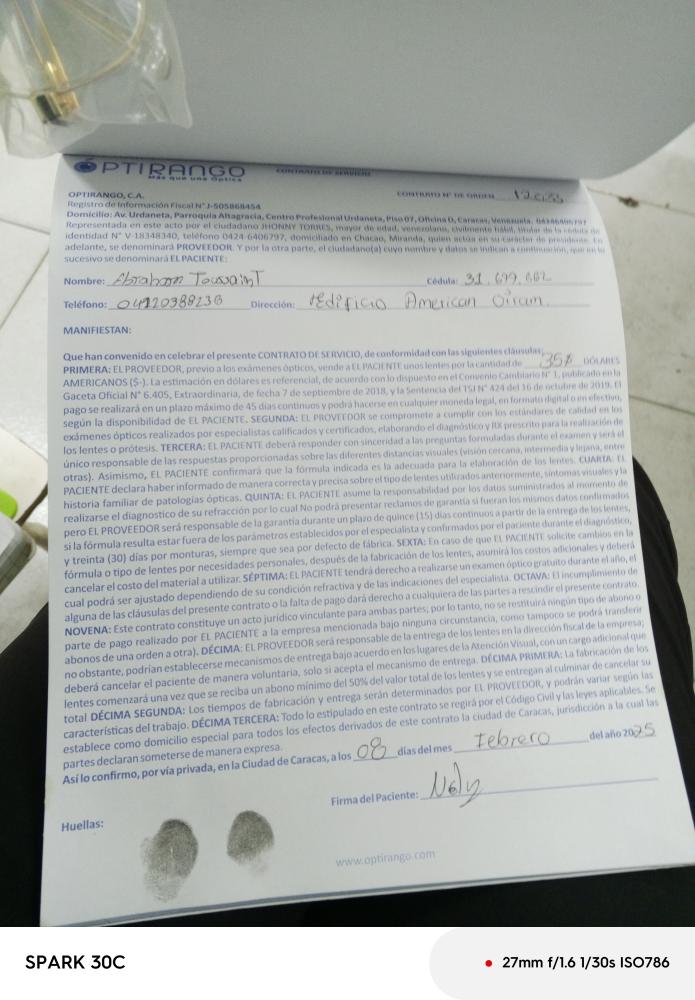 OPTIRANGO
Más que una Óptica
CONTRATO DE SERVICIO
OPTIRANGO, C.A.
CONTRATO N° DE ORDEN
Registro de Información Fiscal N° J-505868454
Domicilio: Av. Urdaneta, Parroquia Altagracia, Centro Profesional Urdaneta, Piso 07, Oficina D, Caracas, Venezuela. 04246406797
Representada en este acto por el ciudadano JHONNY TORRES, mayor de edad, venezolano, civilmente hábil, titular de la cédula de
identidad N° V-18348340, teléfono 0424-6406797, domiciliado en Chacao, Miranda, quien actúa en su carácter de presidente. En
adelante, se denominará PROVEEDOR. Y por la otra parte, el ciudadano(a) cuyo nombre y datos se indican a continuación, que en lo
sucesivo se denominará EL PACIENTE:
Nombre: Abraham Toussaint Cédula: 31.699.882
Teléfono: 04120388236 Dirección: Edificio American Oiram.
MANIFIESTAN:
Que han convenido en celebrar el presente CONTRATO DE SERVICIO, de conformidad con las siguientes cláusulas:
PRIMERA: EL PROVEEDOR, previo a los exámenes ópticos, vende a EL PACIENTE unos lentes por la cantidad de 35$ DÓLARES
AMERICANOS ($-). La estimación en dólares es referencial, de acuerdo con lo dispuesto en el Convenio Cambiario N° 1, publicado en la
Gaceta Oficial N° 6.405, Extraordinaria, de fecha 7 de septiembre de 2018, y la Sentencia del TSJ N° 424 del 16 de octubre de 2019. El
pago se realizará en un plazo máximo de 45 días continuos y podrá hacerse en cualquier moneda legal, en formato digital o en efectivo,
según la disponibilidad de EL PACIENTE. SEGUNDA: EL PROVEEDOR se compromete a cumplir con los estándares de calidad en los
exámenes ópticos realizados por especialistas calificados y certificados, elaborando el diagnóstico y RX prescrito para la realización de
los lentes o prótesis. TERCERA: EL PACIENTE deberá responder con sinceridad a las preguntas formuladas durante el examen y será el
único responsable de las respuestas proporcionadas sobre las diferentes distancias visuales (visión cercana, intermedia y lejana, entre
otras). Asimismo, EL PACIENTE confirmará que la fórmula indicada es la adecuada para la elaboración de los lentes. CUARTA: EL
PACIENTE declara haber informado de manera correcta y precisa sobre el tipo de lentes utilizados anteriormente, síntomas visuales y la
historia familiar de patologías ópticas. QUINTA: EL PACIENTE asume la responsabilidad por los datos suministrados al momento de
realizarse el diagnostico de su refracción por lo cual No podrá presentar reclamos de garantía si fueran los mismos datos confirmados
pero EL PROVEEDOR será responsable de la garantía durante un plazo de quince (15) días continuos a partir de la entrega de los lentes,
si la fórmula resulta estar fuera de los parámetros establecidos por el especialista y confirmados por el paciente durante el diagnóstico,
y treinta (30) días por monturas, siempre que sea por defecto de fábrica. SEXTA: En caso de que EL PACIENTE solicite cambios en la
fórmula o tipo de lentes por necesidades personales, después de la fabricación de los lentes, asumirá los costos adicionales y deberá
cancelar el costo del material a utilizar. SÉPTIMA: EL PACIENTE tendrá derecho a realizarse un examen óptico gratuito durante el año, el
cual podrá ser ajustado dependiendo de su condición refractiva y de las indicaciones del especialista. OCTAVA: El incumplimiento de
alguna de las cláusulas del presente contrato o la falta de pago dará derecho a cualquiera de las partes a rescindir el presente contrato.
NOVENA: Este contrato constituye un acto jurídico vinculante para ambas partes; por lo tanto, no se restituirá ningún tipo de abono o
parte de pago realizado por EL PACIENTE a la empresa mencionada bajo ninguna circunstancia, como tampoco se podrá transferir
abonos de una orden a otra). DÉCIMA: EL PROVEEDOR será responsable de la entrega de los lentes en la dirección fiscal de la empresa;
no obstante, podrían establecerse mecanismos de entrega bajo acuerdo en los lugares de la Atención Visual, con un cargo adicional que
deberá cancelar el paciente de manera voluntaria, solo si acepta el mecanismo de entrega. DÉCIMA PRIMERA: La fabricación de los
lentes comenzará una vez que se reciba un abono mínimo del 50% del valor total de los lentes y se entregan al culminar de cancelar su
total DÉCIMA SEGUNDA: Los tiempos de fabricación y entrega serán determinados por EL PROVEEDOR, y podrán variar según las
características del trabajo. DÉCIMA TERCERA: Todo lo estipulado en este contrato se regirá por el Código Civil y las leyes aplicables. Se
establece como domicilio especial para todos los efectos derivados de este contrato la ciudad de Caracas, jurisdicción a la cual las
partes declaran someterse de manera expresa.
Así lo confirmo, por vía privada, en la Ciudad de Caracas, a los 08 días del mes Febrero del año 2025
Firma del Paciente:
Huellas:
www.optirango.com
SPARK 30C
27mm f/1.6 1/30s ISO786